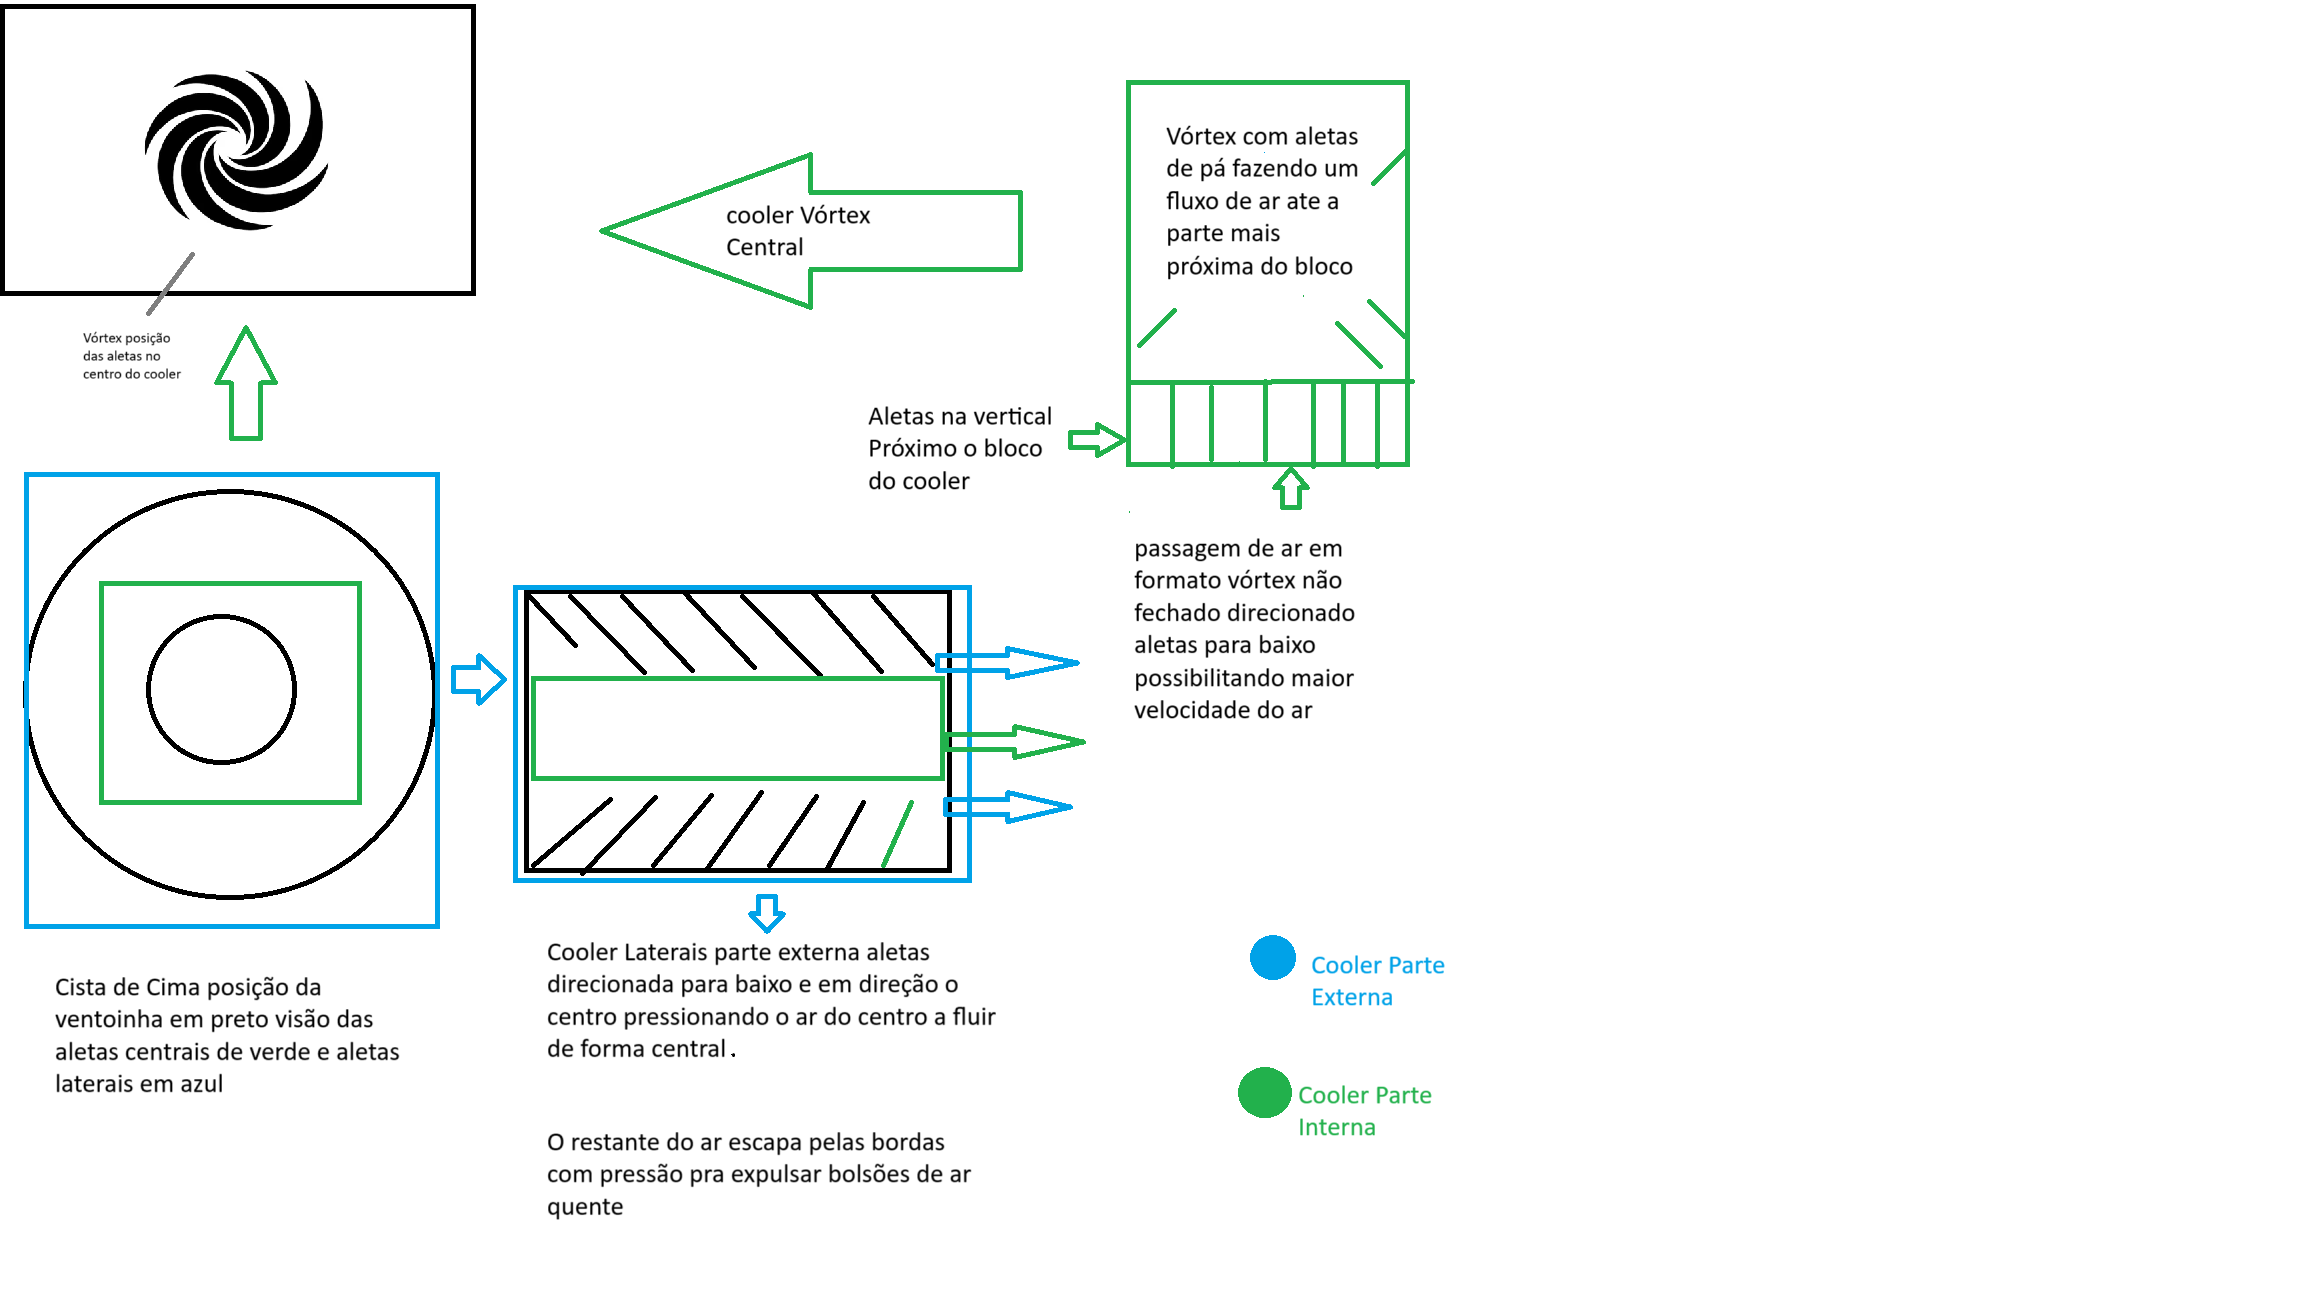 cooler Vórtex
Central
Vórtex com aletas
de pá fazendo um
fluxo de ar ate a
parte mais
próxima do bloco
Vórtex posição
das aletas no
centro do cooler
Aletas na vertical
Próximo o bloco
do cooler
passagem de ar em
formato vórtex não
fechado direcionado
aletas para baixo
possibilitando maior
velocidade do ar
Cista de Cima posição da
ventoinha em preto visão das
aletas centrais de verde e aletas
laterais em azul
Cooler Laterais parte externa aletas
direcionada para baixo e em direção o
centro pressionando o ar do centro a fluir
de forma central .
O restante do ar escapa pelas bordas
com pressão pra expulsar bolsões de ar
quente
Cooler Parte
Externa
Cooler Parte
Interna